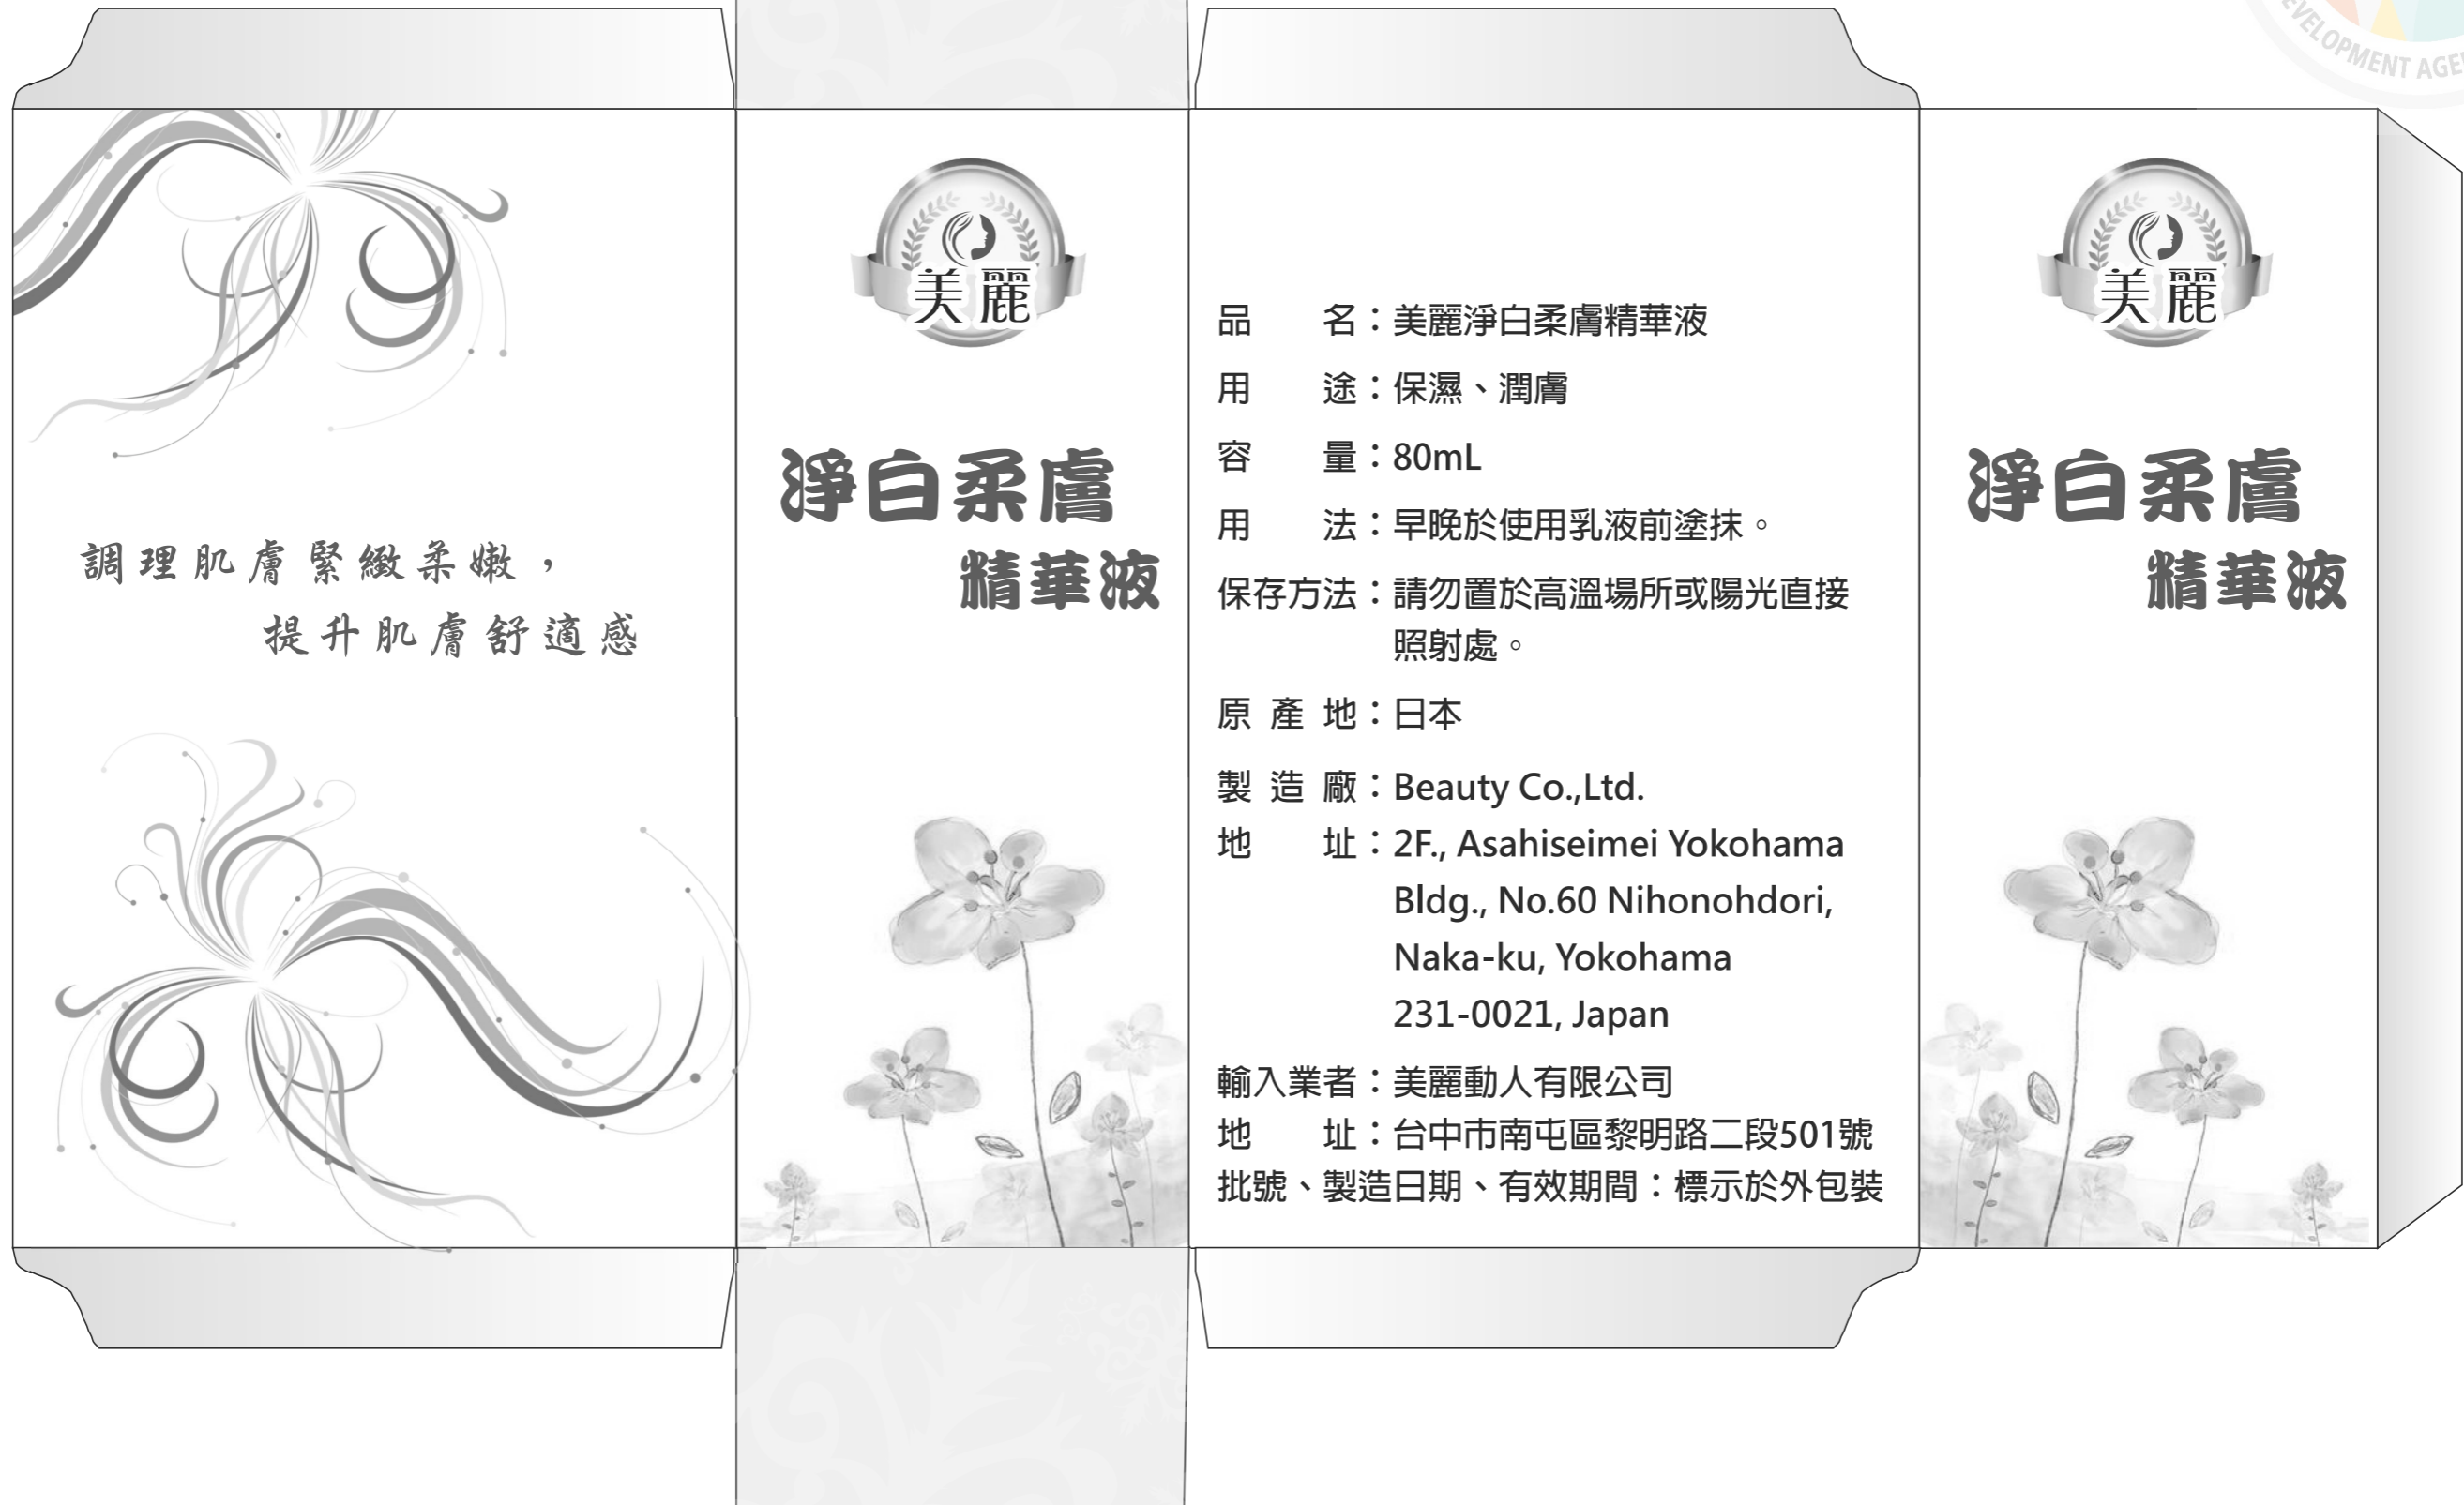 調理肌膚緊緻柔嫩，
提升肌膚舒適感
美麗
淨白柔膚
精華液
品　　名：美麗淨白柔膚精華液
用　　途：保濕、潤膚
容　　量：80mL
用　　法：早晚於使用乳液前塗抹。
保存方法：請勿置於高溫場所或陽光直接
照射處。
原 產 地：日本
製 造 廠：Beauty Co.,Ltd.
地　　址：2F., Asahiseimei Yokohama
Bldg., No.60 Nihonohdori,
Naka-ku, Yokohama
231-0021, Japan
輸入業者：美麗動人有限公司
地　　址：台中市南屯區黎明路二段501號
批號、製造日期、有效期間：標示於外包裝
美麗
淨白柔膚
精華液